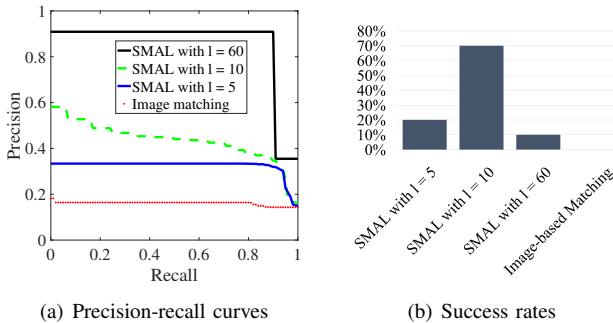 1
0.8
0.6
0.4
0.2
0
Precision
0 0.2 0.4 0.6 0.8 1
Recall
SMAL with l = 60
SMAL with l = 10
SMAL with l = 5
Image matching
(a) Precision-recall curves
80%
70%
60%
50%
40%
30%
20%
10%
0%
SMAL with l = 5
SMAL with l = 10
SMAL with l = 60
Image-based Matching
(b) Success rates